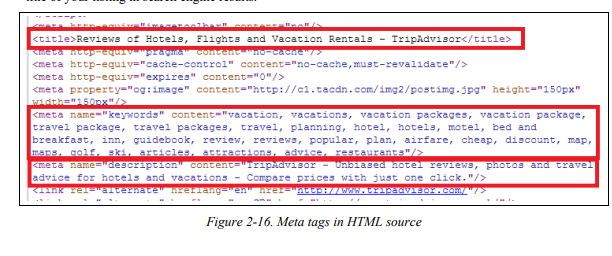 <meta http-equiv="imagetoolbar" content="no"/>
<title>Reviews of Hotels, Flights and Vacation Rentals - TripAdvisor</title>
<meta http-equiv="pragma" content="no-cache"/>
<meta http-equiv="cache-control" content="no-cache,must-revalidate"/>
<meta http-equiv="expires" content="0"/>
<meta property="og:image" content="http://c1.tacdn.com/img2/postimg.jpg" height="150px"
width="150px"/>
<meta name="keywords" content="vacation, vacations, vacation packages, vacation package,
travel package, travel packages, travel, planning, hotel, hotels, motel, bed and
breakfast, inn, guidebook, review, reviews, popular, plan, airfare, cheap, discount, map,
maps, golf, ski, articles, attractions, advice, restaurants"/>
<meta name="description" content="TripAdvisor - Unbiased hotel reviews, photos and travel
advice for hotels and vacations - Compare prices with just one click."/>
<link rel="alternate" hreflang="en" href="http://www.tripadvisor.com/"/>
Figure 2-16. Meta tags in HTML source